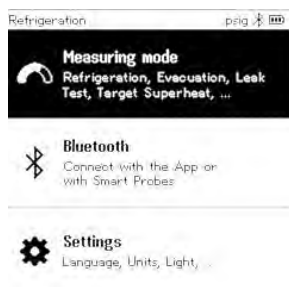 Refrigeration psig
Measuring mode
Refrigeration, Evacuation, Leak
Test, Target Superheat, ...
Bluetooth
Connect with the App or
with Smart Probes
Settings
Language, Units, Light, ...